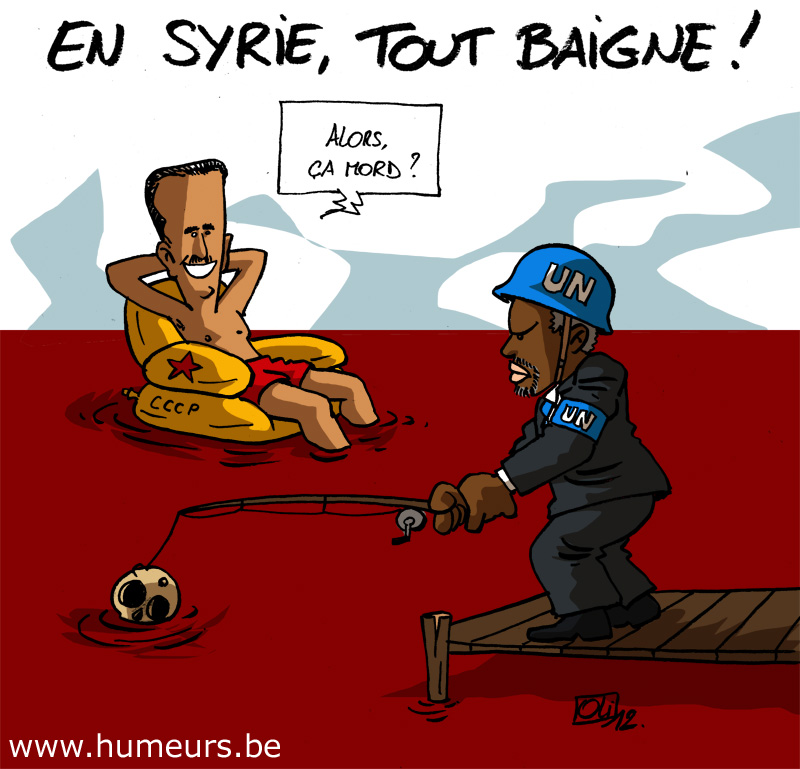 EN SYRIE, TOUT BAIGNE !
ALORS,
ÇA MORD ?
UN
UN
CCCP
Oli 12.
www.humeurs.be